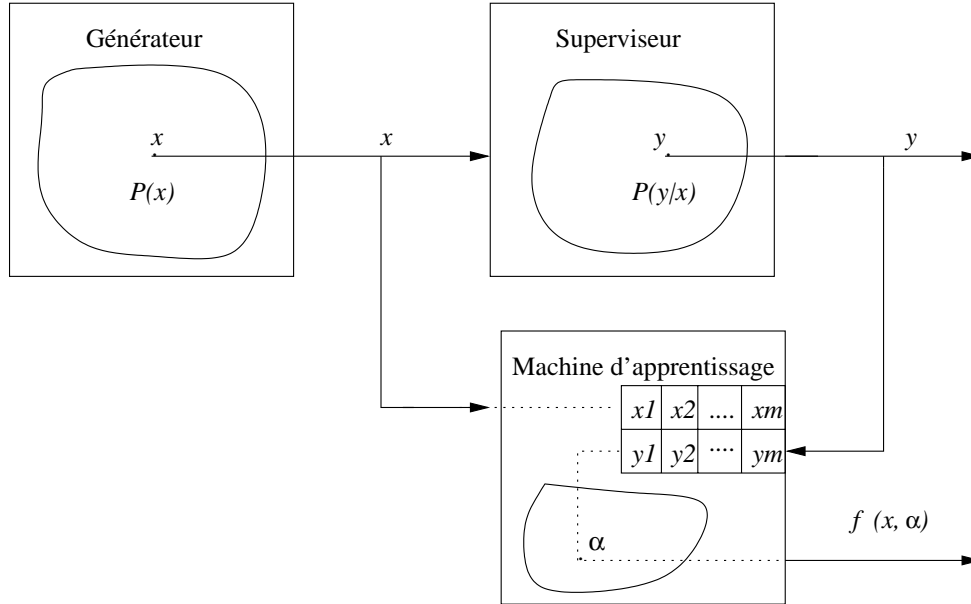 Générateur
Superviseur
x
x
y
y
P(x)
P(y/x)
Machine d'apprentissage
x1 x2 .... xm
y1 y2 .... ym
α
f (x, α)